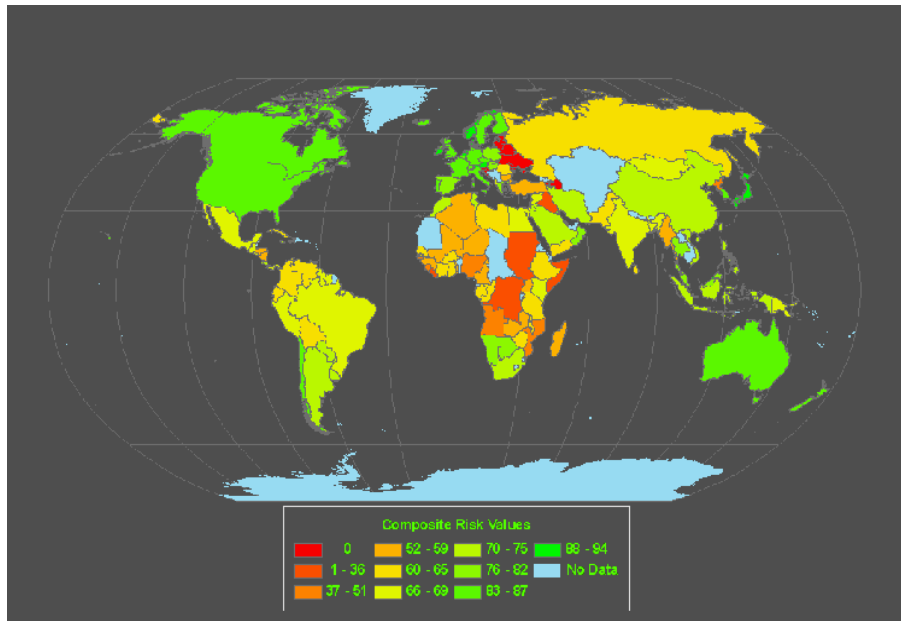 Composite Risk Values
0 52 - 59 70 - 75 88 - 94
1 - 36 60 - 65 76 - 82 No Data
37 - 51 66 - 69 83 - 87